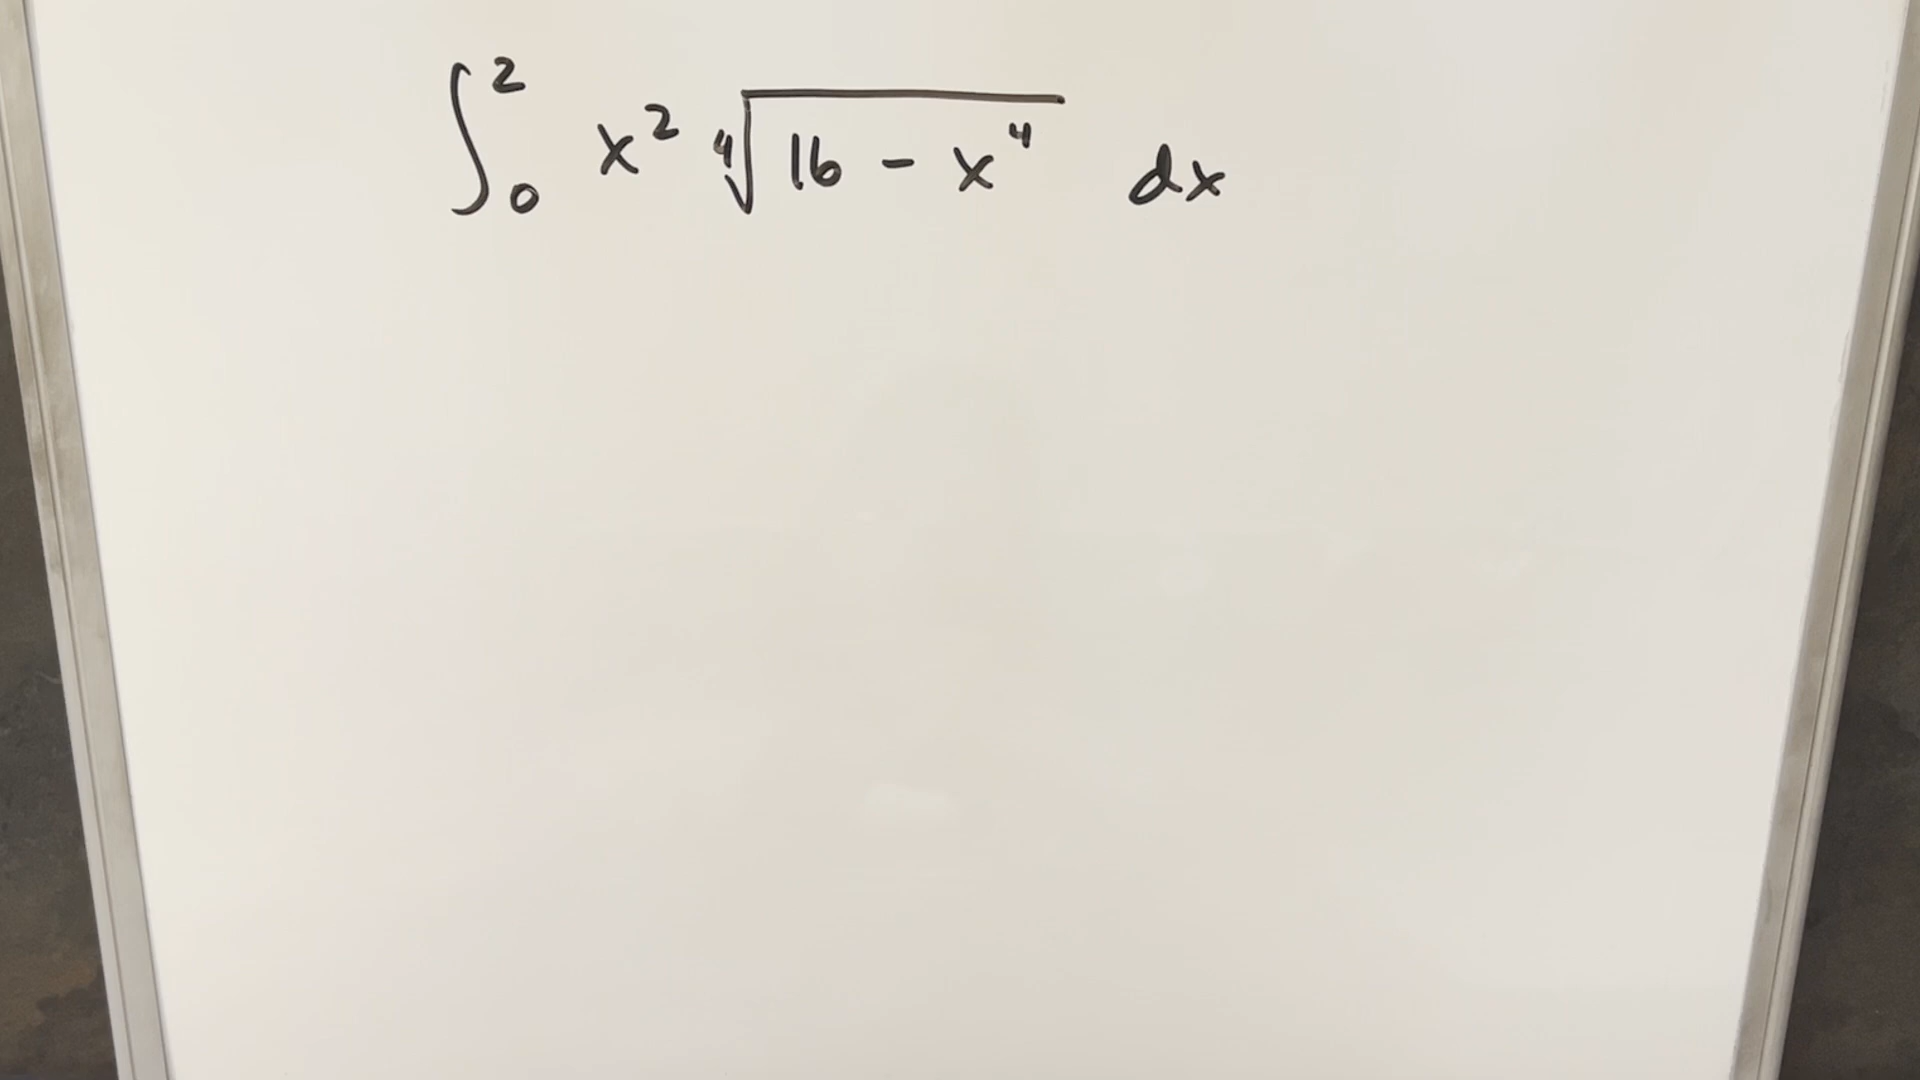 ∫₀² x² ∜(16 - x⁴) dx